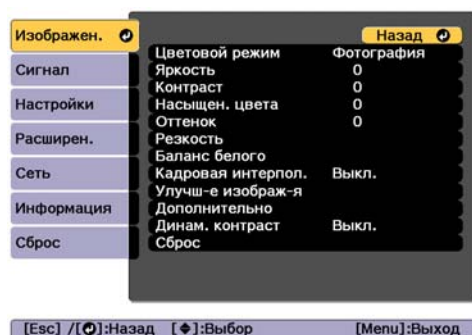 Изображен.
Сигнал
Настройки
Расширен.
Сеть
Информация
Сброс
Назад
Цветовой режим Фотография
Яркость 0
Контраст 0
Насыщен. цвета 0
Оттенок 0
Резкость
Баланс белого
Кадровая интерпол. Выкл.
Улучш-е изображ-я
Дополнительно
Динам. контраст Выкл.
Сброс
[Esc] /[]:Назад []:Выбор [Menu]:Выход